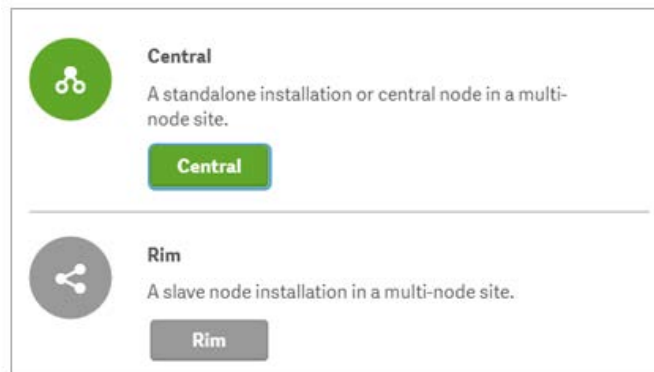 Central
A standalone installation or central node in a multi-
node site.
Central
Rim
A slave node installation in a multi-node site.
Rim